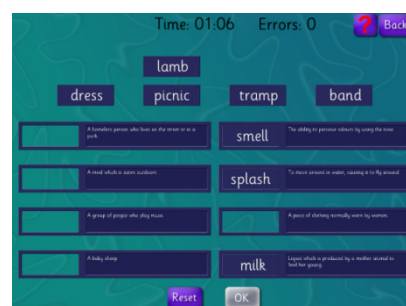 Time: 01:06 Errors: 0 ? Back
lamb
dress picnic tramp band
A homeless person who lives on the street or in a
park
smell
The ability to perceive odours by using the nose.
A meal which is eaten outdoors
splash
To move around in water, causing it to fly around
A group of people who play music
A piece of clothing normally worn by women.
A baby sheep
milk
Liquid which is produced by a mother animal to
feed her young.
Reset OK